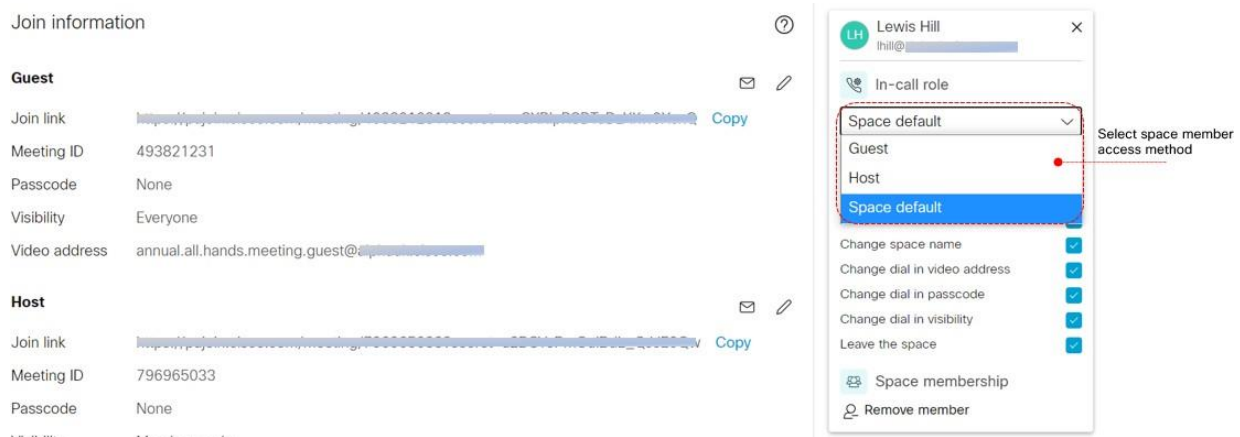 Join information
Guest
Join link Copy
Meeting ID 493821231
Passcode None
Visibility Everyone
Video address annual.all.hands.meeting.guest@
Host
Join link Copy
Meeting ID 796965033
Passcode None
LH Lewis Hill
lhill@
In-call role
Space default
Guest
Host
Space default
Change space name
Change dial in video address
Change dial in passcode
Change dial in visibility
Leave the space
Space membership
Remove member
Select space member
access method